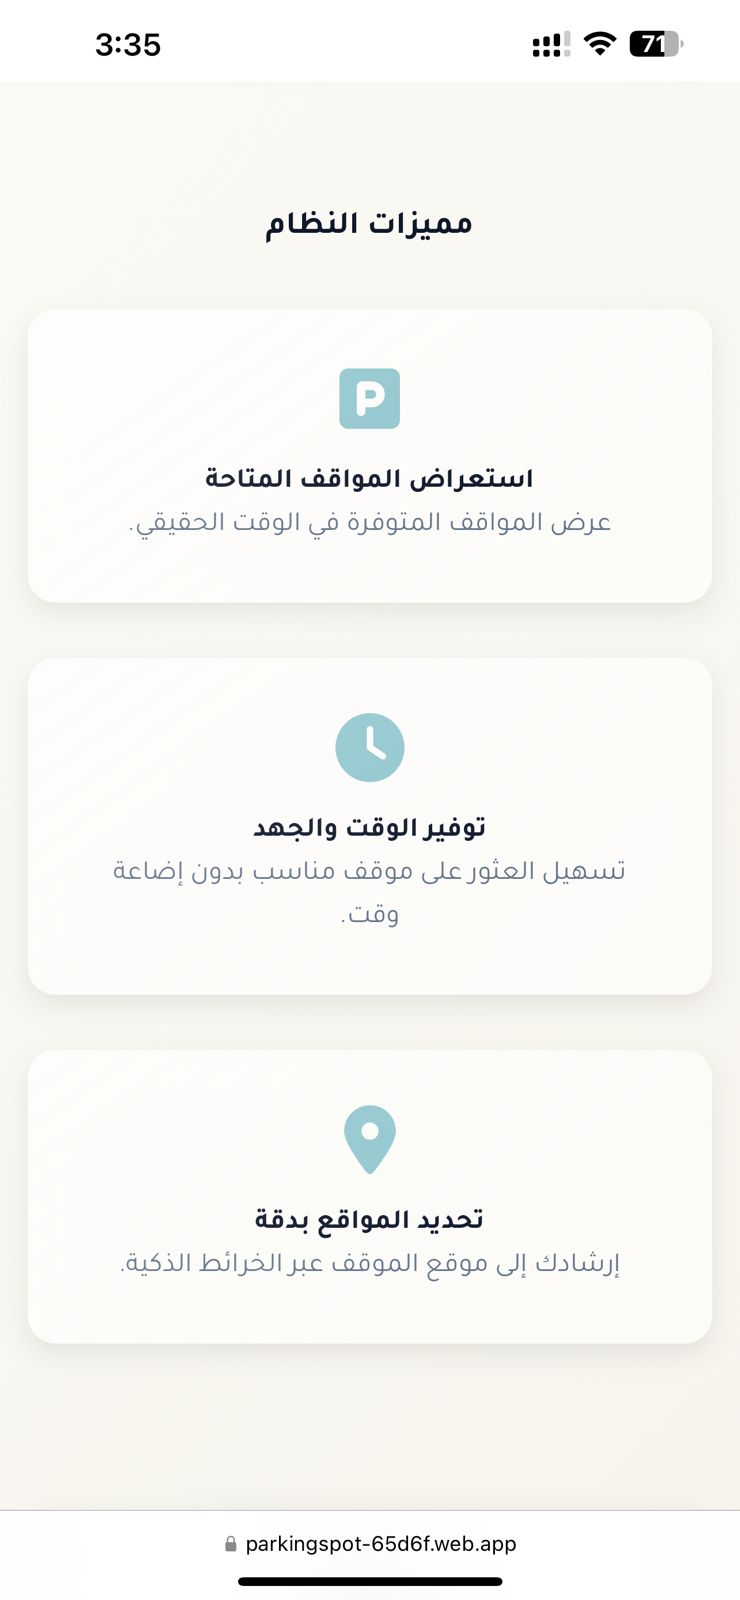 3:35
71
مميزات النظام
P
استعراض المواقف المتاحة
عرض المواقف المتوفرة في الوقت الحقيقي.
توفير الوقت والجهد
تسهيل العثور على موقف مناسب بدون إضاعة
وقت.
تحديد المواقع بدقة
إرشادك إلى موقع الموقف عبر الخرائط الذكية.
parkingspot-65d6f.web.app